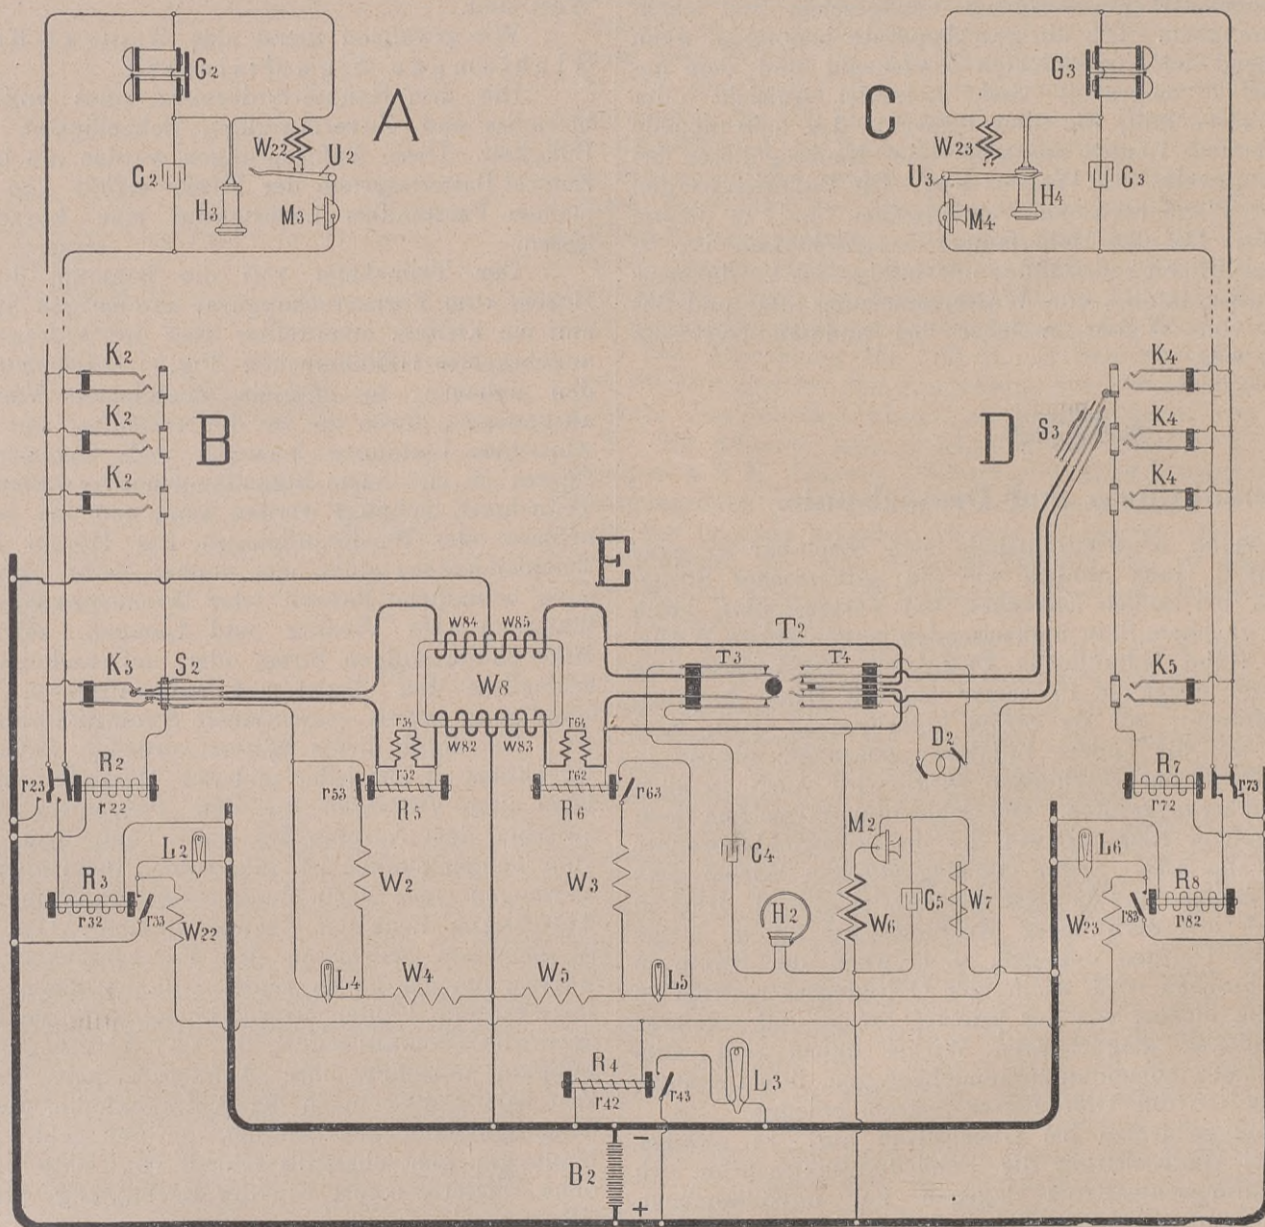 A
C
G2
G3
W22
U2
C2
H3
M3
W23
U3
H4
C3
M4
K2
K2
K2
B
K4
K4
K4
S3
D
E
W84
W85
T2
K3
S2
W8
T3
T4
K5
W82
W83
r54
r64
D2
r23
R2
r22
r53
r52
R5
r62
R6
r63
R7
r72
r73
L2
M2
L6
R3
r32
r33
W22
W2
W3
C4
H2
W6
C5
W7
R8
r82
r83
W23
L4
W4
W5
L5
R4
r42
r43
L3
B2
−
+